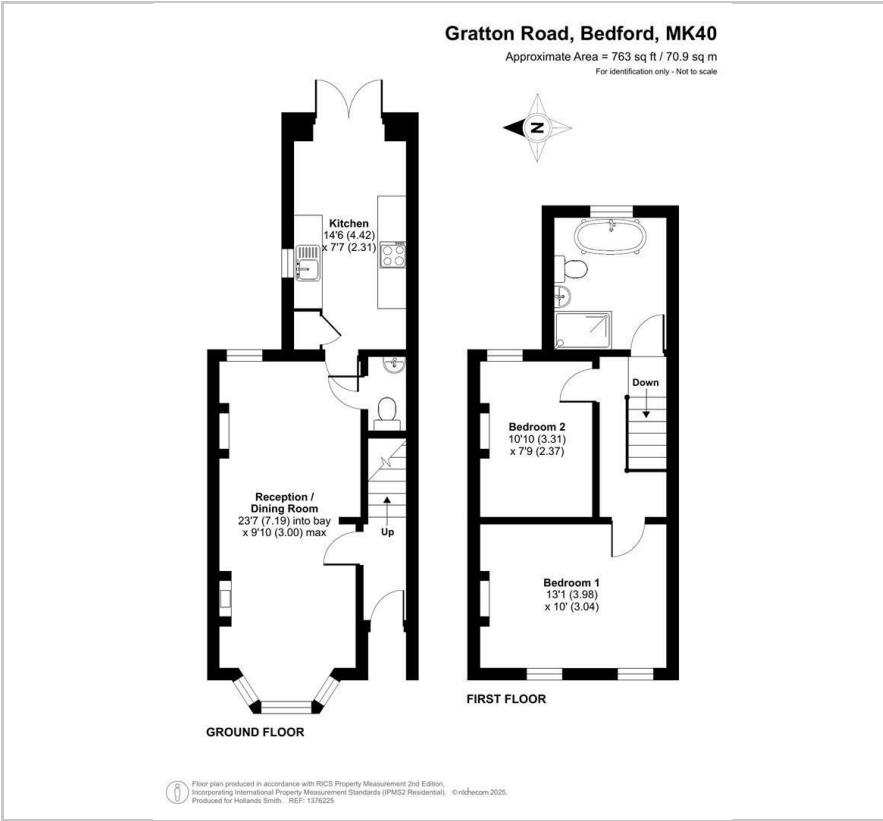 Gratton Road, Bedford, MK40
Approximate Area = 763 sq ft / 70.9 sq m
For identification only - Not to scale
N
Kitchen
14'6 (4.42)
x 7'7 (2.31)
Reception /
Dining Room
23'7 (7.19) into bay
x 9'10 (3.00) max
Up
GROUND FLOOR
Down
Bedroom 2
10'10 (3.31)
x 7'9 (2.37)
Bedroom 1
13'1 (3.98)
x 10' (3.04)
FIRST FLOOR
Floor plan produced in accordance with RICS Property Measurement 2nd Edition,
Incorporating International Property Measurement Standards (IPMS2 Residential). ©nichecom 2025.
Produced for Hollands Smith. REF: 1376225